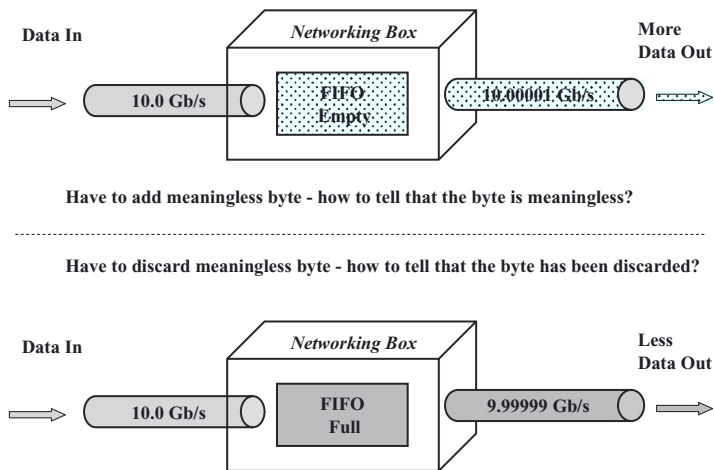 Data In
Networking Box
More
Data Out
10.0 Gb/s
FIFO
Empty
10.00001 Gb/s
Have to add meaningless byte - how to tell that the byte is meaningless?
Have to discard meaningless byte - how to tell that the byte has been discarded?
Data In
Networking Box
Less
Data Out
10.0 Gb/s
FIFO
Full
9.99999 Gb/s